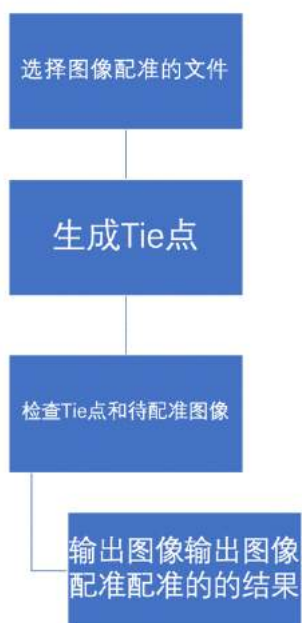 选择图像配准的文件
生成Tie点
检查Tie点和待配准图像
输出图像输出图像
配准配准的的结果